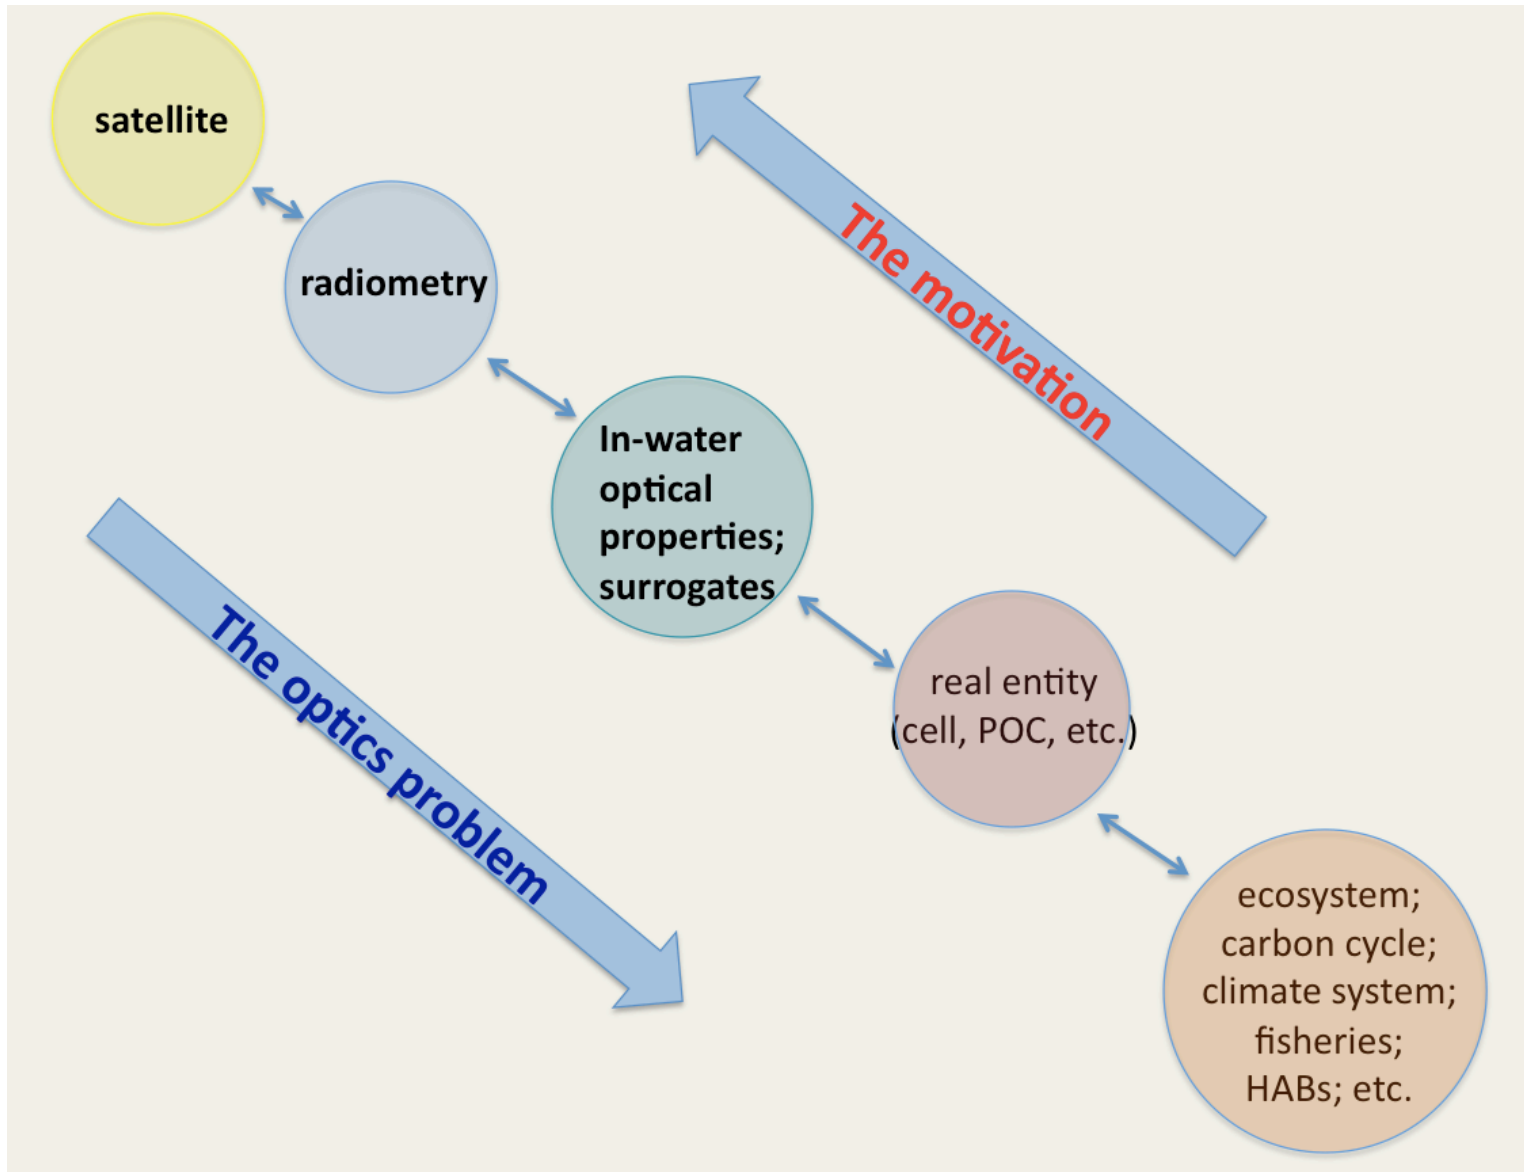 satellite
radiometry
The motivation
In-water
optical
properties;
surrogates
The optics problem
real entity
(cell, POC, etc.)
ecosystem;
carbon cycle;
climate system;
fisheries;
HABs; etc.